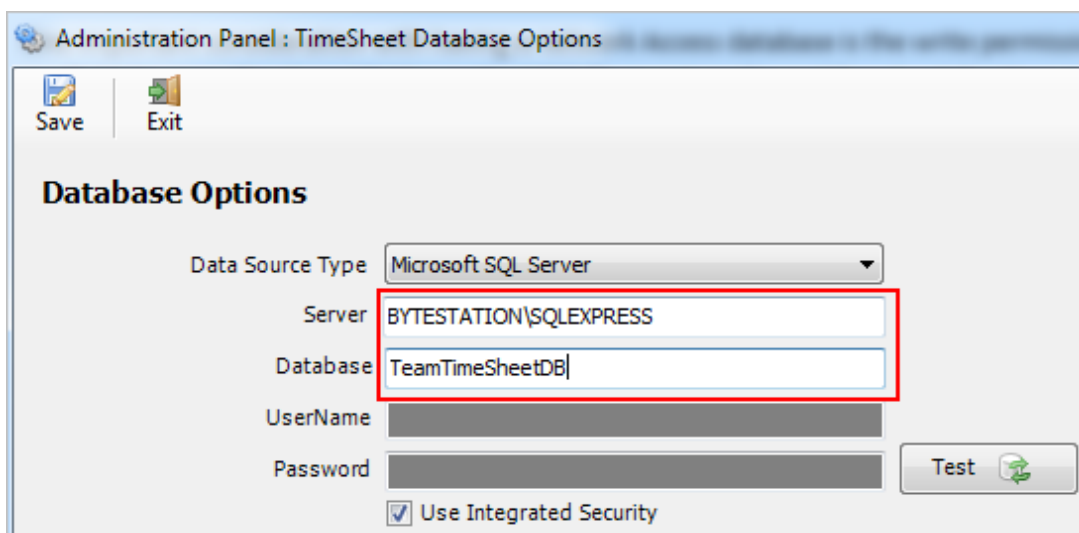 Administration Panel : TimeSheet Database Options
Save Exit
Database Options
Data Source Type Microsoft SQL Server
Server BYTESTATION\SQLEXPRESS
Database TeamTimeSheetDB
UserName
Password Test
Use Integrated Security